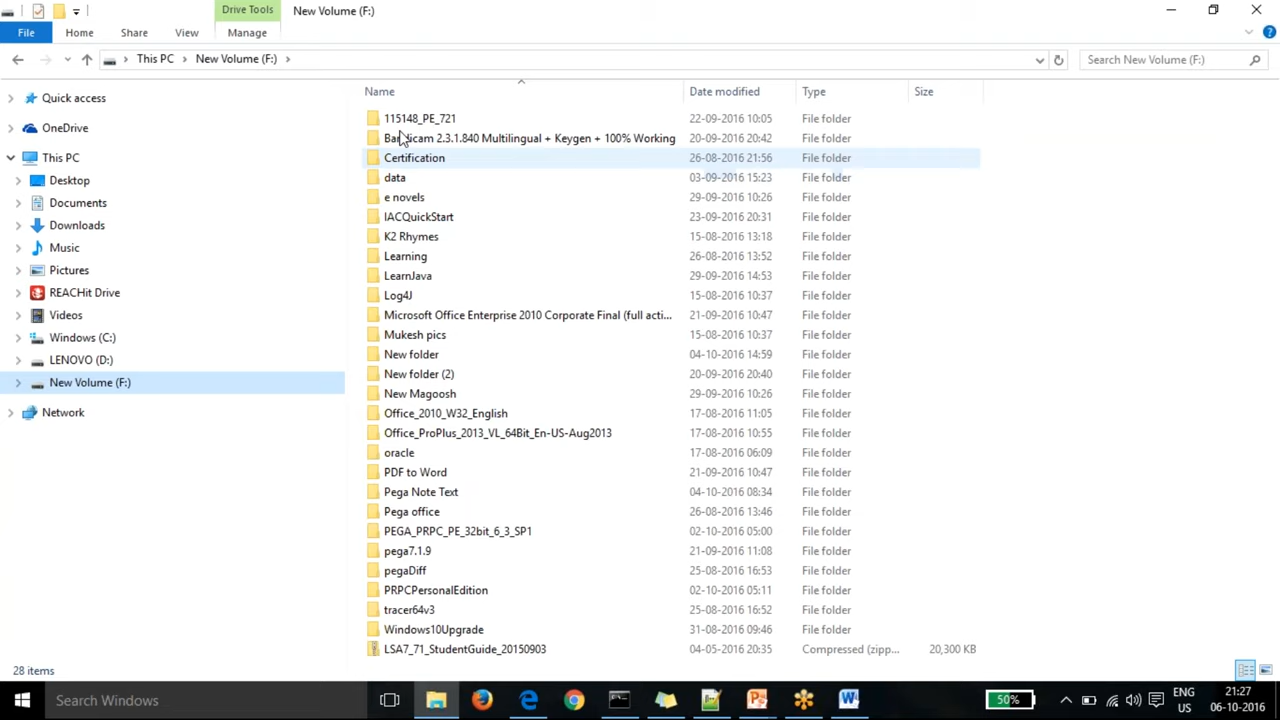 Drive Tools
New Volume (F:)
File
Home
Share
View
Manage
This PC
New Volume (F:)
Search New Volume (F:)
Quick access
OneDrive
This PC
Desktop
Documents
Downloads
Music
Pictures
REACHit Drive
Videos
Windows (C:)
LENOVO (D:)
New Volume (F:)
Network
Name Date modified Type Size
115148_PE_721 22-09-2016 10:05 File folder
Bandicam 2.3.1.840 Multilingual + Keygen + 100% Working 20-09-2016 20:42 File folder
Certification 26-08-2016 21:56 File folder
data 03-09-2016 15:23 File folder
e novels 29-09-2016 10:26 File folder
IACQuickStart 23-09-2016 20:31 File folder
K2 Rhymes 15-08-2016 13:18 File folder
Learning 26-08-2016 13:52 File folder
LearnJava 29-09-2016 14:53 File folder
Log4J 15-08-2016 10:37 File folder
Microsoft Office Enterprise 2010 Corporate Final (full acti... 21-09-2016 10:47 File folder
Mukesh pics 15-08-2016 10:37 File folder
New folder 04-10-2016 14:59 File folder
New folder (2) 20-09-2016 20:40 File folder
New Magoosh 29-09-2016 10:26 File folder
Office_2010_W32_English 17-08-2016 11:05 File folder
Office_ProPlus_2013_VL_64Bit_En-US-Aug2013 17-08-2016 10:55 File folder
oracle 17-08-2016 06:09 File folder
PDF to Word 21-09-2016 10:47 File folder
Pega Note Text 04-10-2016 08:34 File folder
Pega office 26-08-2016 13:46 File folder
PEGA_PRPC_PE_32bit_6_3_SP1 02-10-2016 05:00 File folder
pega7.1.9 21-09-2016 11:08 File folder
pegaDiff 25-08-2016 16:53 File folder
PRPCPersonalEdition 02-10-2016 05:11 File folder
tracer64v3 25-08-2016 16:52 File folder
Windows10Upgrade 31-08-2016 09:46 File folder
LSA7_71_StudentGuide_20150903 04-05-2016 20:35 Compressed (zipp... 20,300 KB
28 items
Search Windows
50%
ENG
US
21:27
06-10-2016